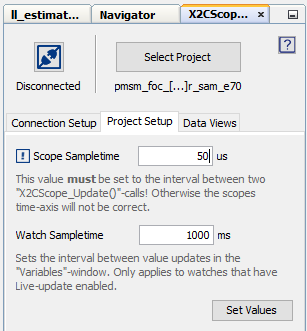 ll_estimat... Navigator X2CScope... ×
? 
Select Project
Disconnected pmsm_foc_[...]r_sam_e70
Connection Setup Project Setup Data Views
! Scope Sampletime 50 us
This value must be set to the interval between two
"X2CScope_Update()"-calls! Otherwise the scopes
time-axis will not be correct.
Watch Sampletime 1000 ms
Sets the interval between value updates in the
"Variables"-window. Only applies to watches that have
Live-update enabled.
Set Values